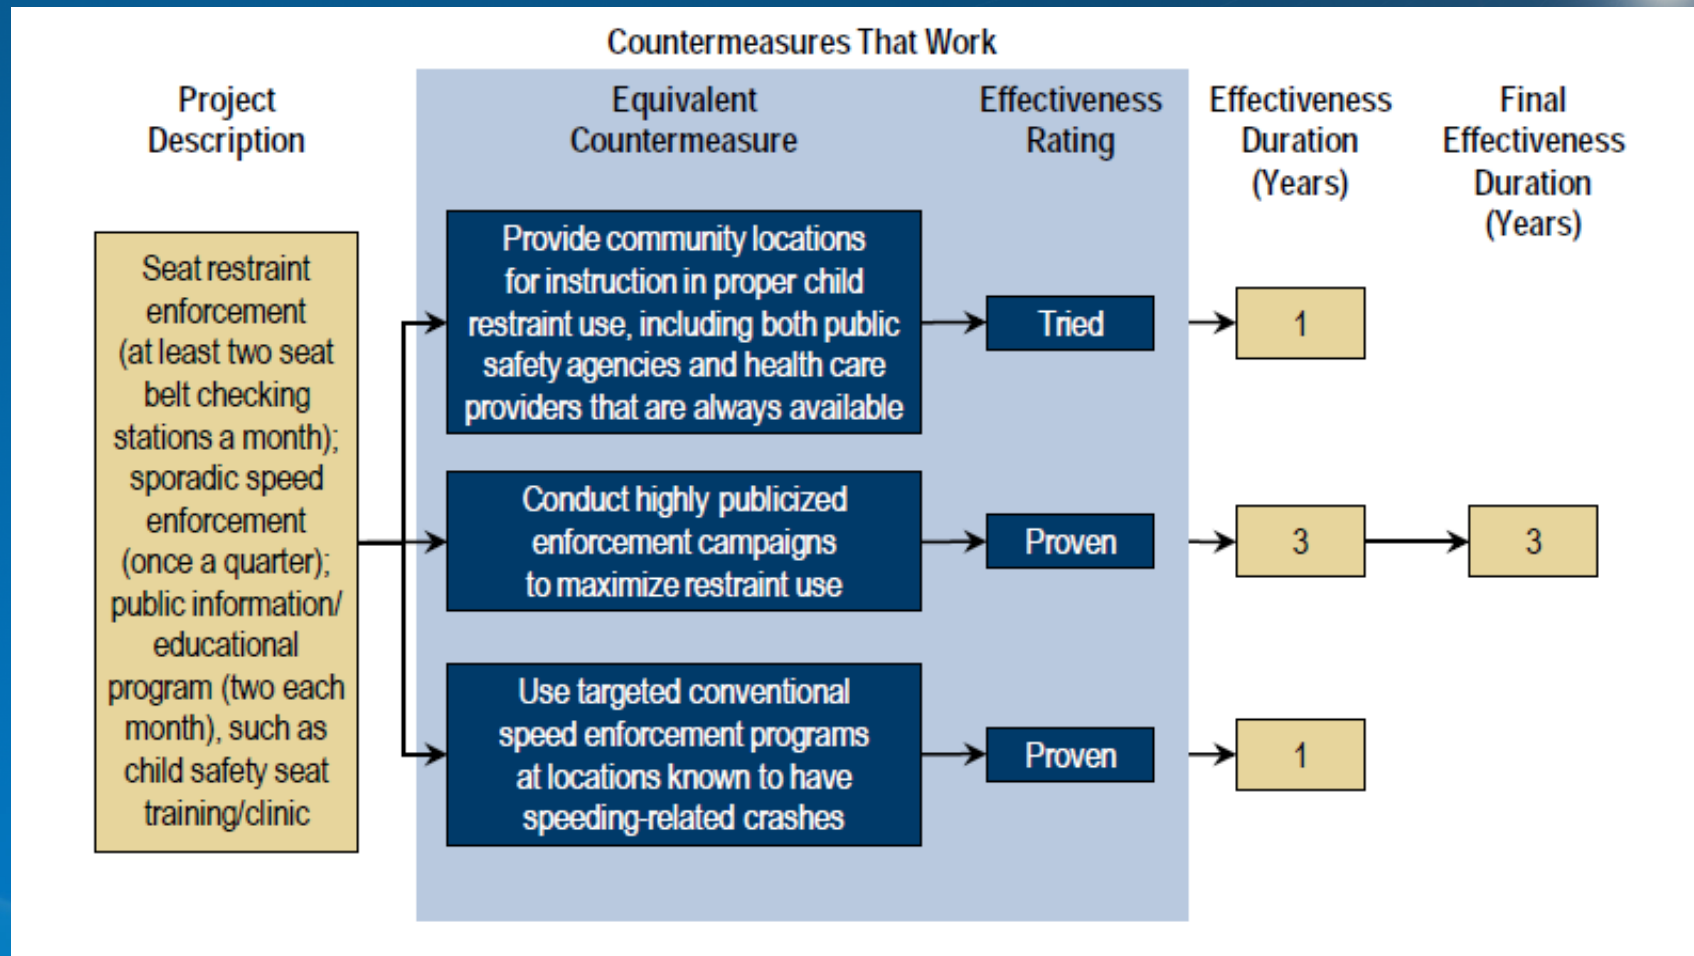 Countermeasures That Work
Project
Description
Equivalent
Countermeasure
Effectiveness
Rating
Effectiveness
Duration
(Years)
Final
Effectiveness
Duration
(Years)
Seat restraint
enforcement
(at least two seat
belt checking
stations a month);
sporadic speed
enforcement
(once a quarter);
public information/
educational
program (two each
month), such as
child safety seat
training/clinic
Provide community locations
for instruction in proper child
restraint use, including both public
safety agencies and health care
providers that are always available
Tried
1
Conduct highly publicized
enforcement campaigns
to maximize restraint use
Proven
3
3
Use targeted conventional
speed enforcement programs
at locations known to have
speeding-related crashes
Proven
1